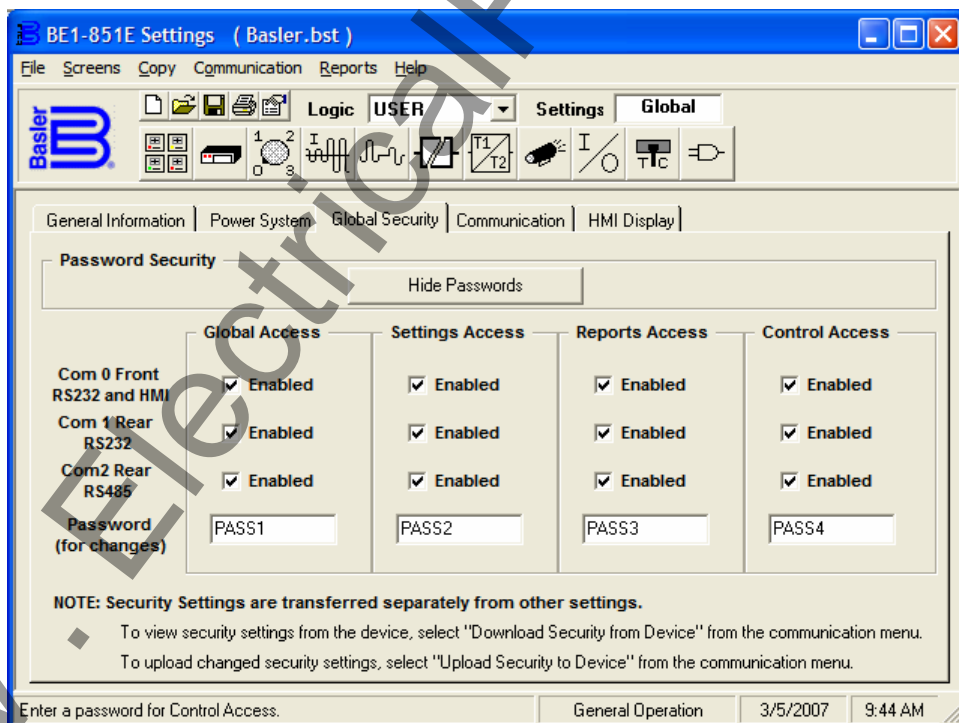 BE1-851E Settings ( Basler.bst )
File Screens Copy Communication Reports Help
Basler
Logic USER Settings Global
1 2 0 3 I T1 T2 I O T C
General Information Power System Global Security Communication HMI Display
Password Security
Hide Passwords
Global Access Settings Access Reports Access Control Access
Com 0 Front
RS232 and HMI
Enabled Enabled Enabled Enabled
Com 1 Rear
RS232
Enabled Enabled Enabled Enabled
Com2 Rear
RS485
Enabled Enabled Enabled Enabled
Password
(for changes)
PASS1 PASS2 PASS3 PASS4
NOTE: Security Settings are transferred separately from other settings.
To view security settings from the device, select "Download Security from Device" from the communication menu.
To upload changed security settings, select "Upload Security to Device" from the communication menu.
Enter a password for Control Access. General Operation 3/5/2007 9:44 AM
. Electrical